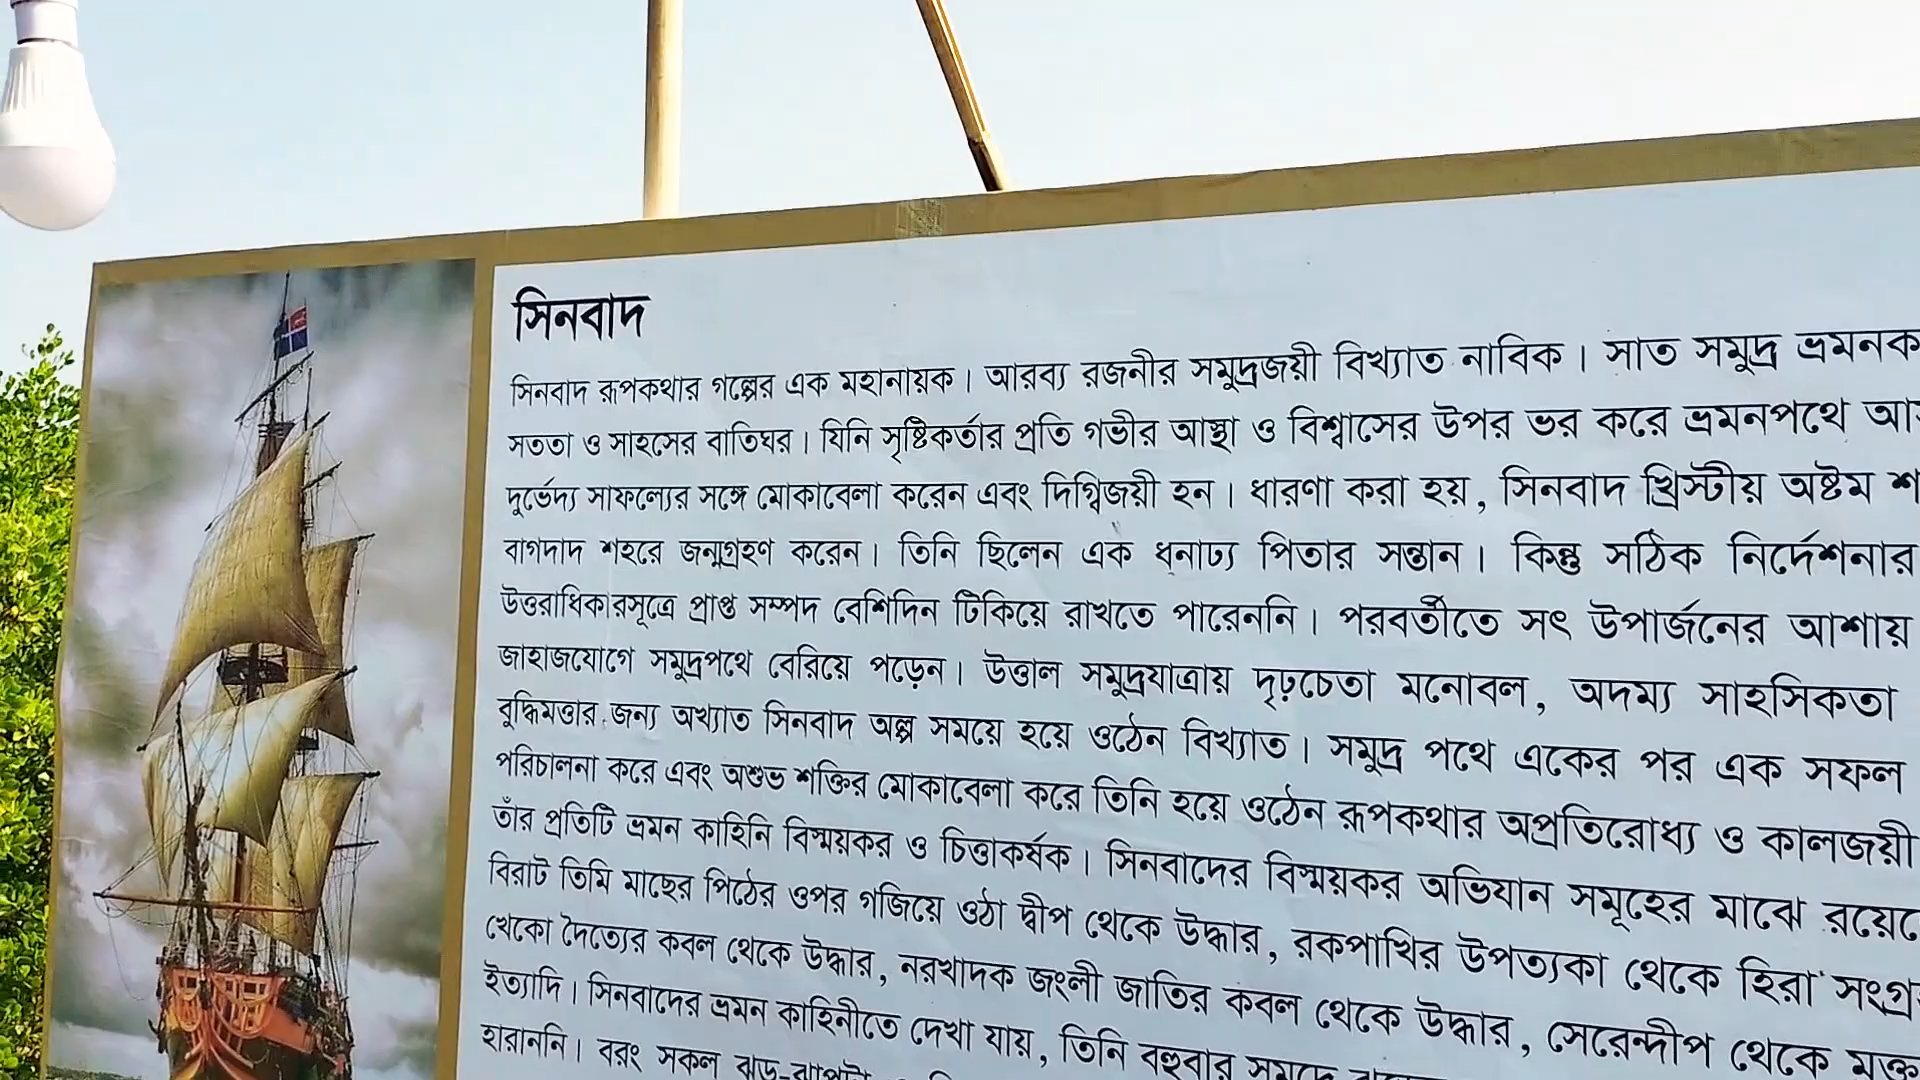 সিনবাদ
সিনবাদ রূপকথার গল্পের এক মহানায়ক। আরব্য রজনীর সমুদ্রজয়ী বিখ্যাত নাবিক। সাত সমুদ্র ভ্রমনক
সততা ও সাহসের বাতিঘর। যিনি সৃষ্টিকর্তার প্রতি গভীর আস্থা ও বিশ্বাসের উপর ভর করে ভ্রমনপথে
দুর্ভেদ্য সাফল্যের সঙ্গে মোকাবেলা করেন এবং দিগ্বিজয়ী হন। ধারণা করা হয়, সিনবাদ খ্রিস্টীয় অষ্টম শ
বাগদাদ শহরে জন্মগ্রহণ করেন। তিনি ছিলেন এক ধনাঢ্য পিতার সন্তান। কিন্তু সঠিক নির্দেশনার
উত্তরাধিকারসূত্রে প্রাপ্ত সম্পদ বেশিদিন টিকিয়ে রাখতে পারেননি। পরবর্তীতে সৎ উপার্জনের আশায়
জাহাজযোগে সমুদ্রপথে বেরিয়ে পড়েন। উত্তাল সমুদ্রযাত্রায় দৃঢ়চেতা মনোবল, অদম্য সাহসিকতা
বুদ্ধিমত্তার জন্য অখ্যাত সিনবাদ অল্প সময়ে হয়ে ওঠেন বিখ্যাত। সমুদ্র পথে একের পর এক সফল
পরিচালনা করে এবং অশুভ শক্তির মোকাবেলা করে তিনি হয়ে ওঠেন রূপকথার অপ্রতিরোধ্য ও কালজয়ী
তাঁর প্রতিটি ভ্রমন কাহিনি বিস্ময়কর ও চিত্তাকর্ষক। সিনবাদের বিস্ময়কর অভিযান সমূহের মাঝে রয়েছে
বিরাট তিমি মাছের পিঠের ওপর গজিয়ে ওঠা দ্বীপ থেকে উদ্ধার, রকপাখির উপত্যকা থেকে হিরা সংগ্র
খেকো দৈত্যের কবল থেকে উদ্ধার, নরখাদক জংলী জাতির কবল থেকে উদ্ধার, সেরেন্দীপ থেকে
ইত্যাদি। সিনবাদের ভ্রমন কাহিনীতে দেখা যায়, তিনি বহুবার
হারাননি। বরং সকল